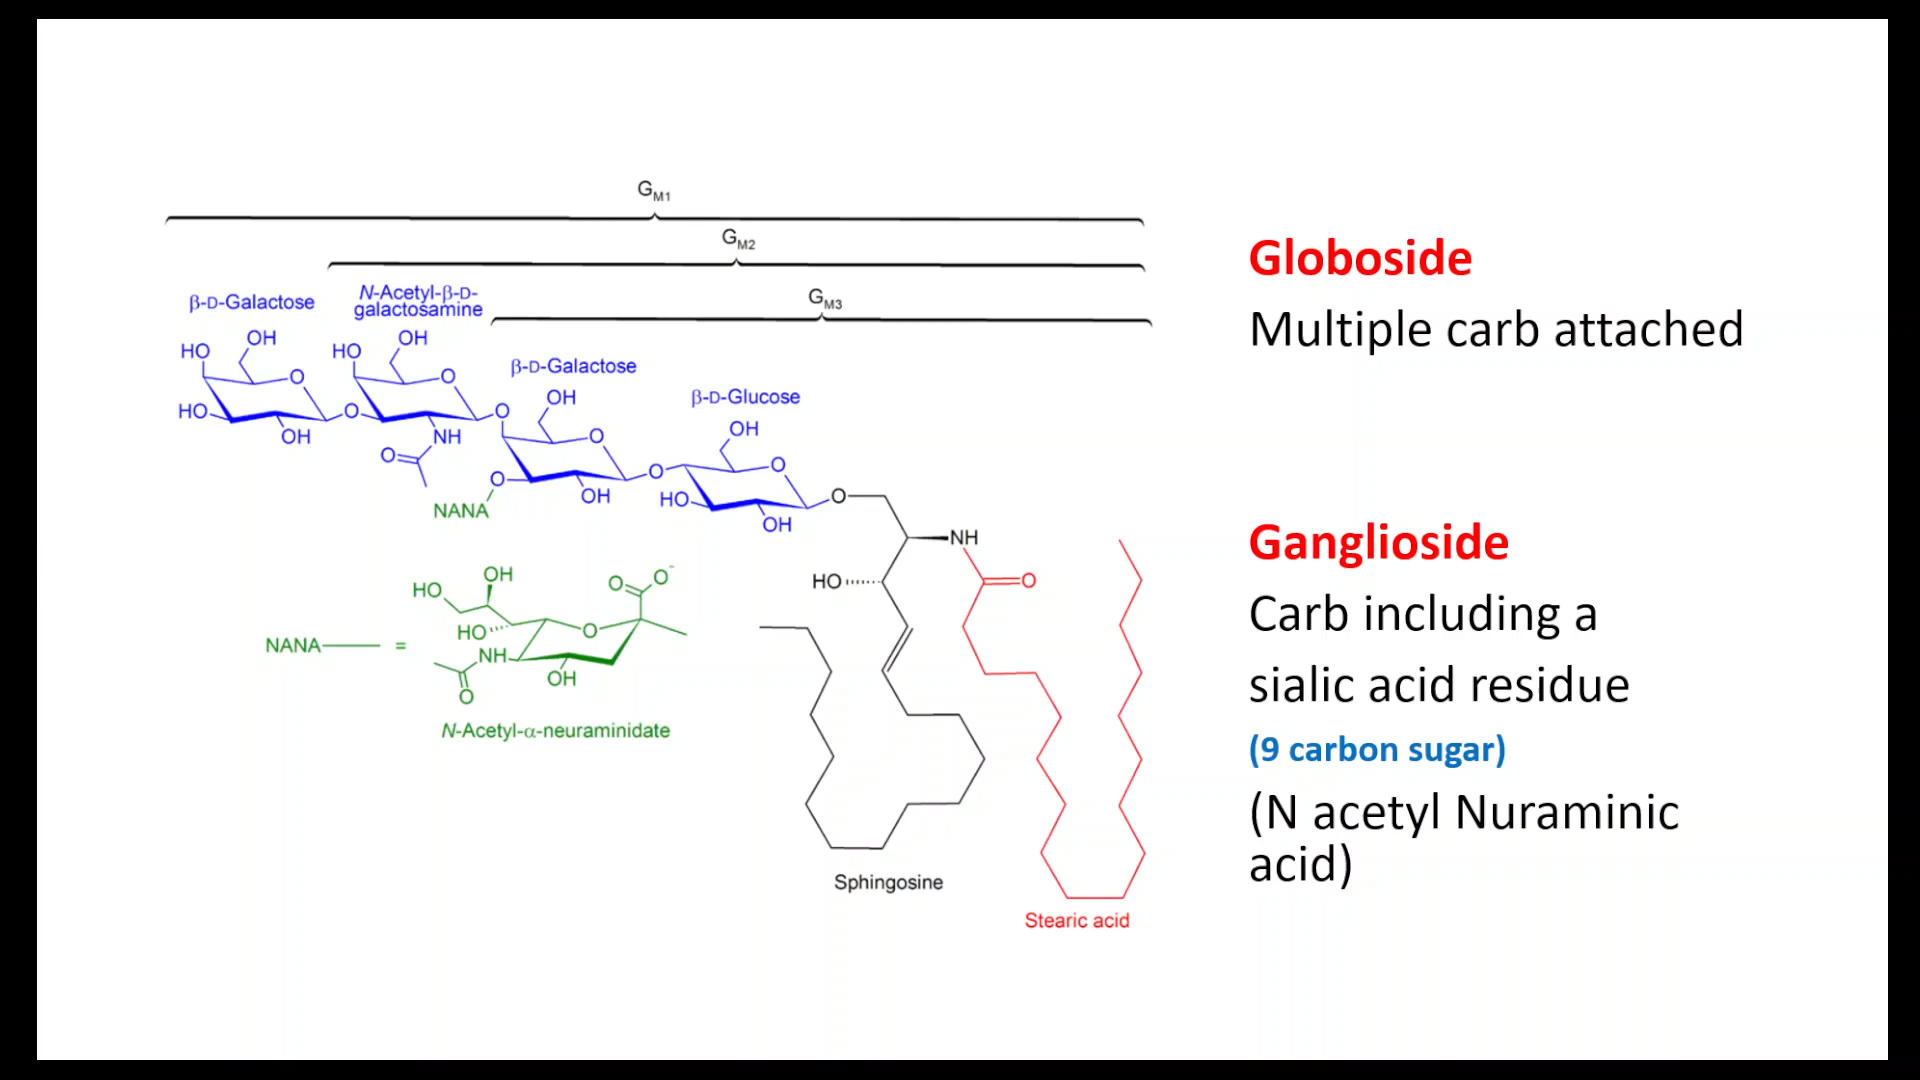 GM1
GM2
GM3
β-D-Galactose
N-Acetyl-β-D-
galactosamine
β-D-Galactose
β-D-Glucose
HO
OH
O
HO
OH
O
HO
OH
O
NH
O
O
OH
O
O
OH
NANA
O
OH
O
HO
OH
O
NH
HO
O
NANA
=
HO
OH
O
O-
HO
O
NH
O
OH
N-Acetyl-α-neuraminidate
Sphingosine
Stearic acid
Globoside
Multiple carb attached
Ganglioside
Carb including a
sialic acid residue
(9 carbon sugar)
(N acetyl Nuraminic
acid)